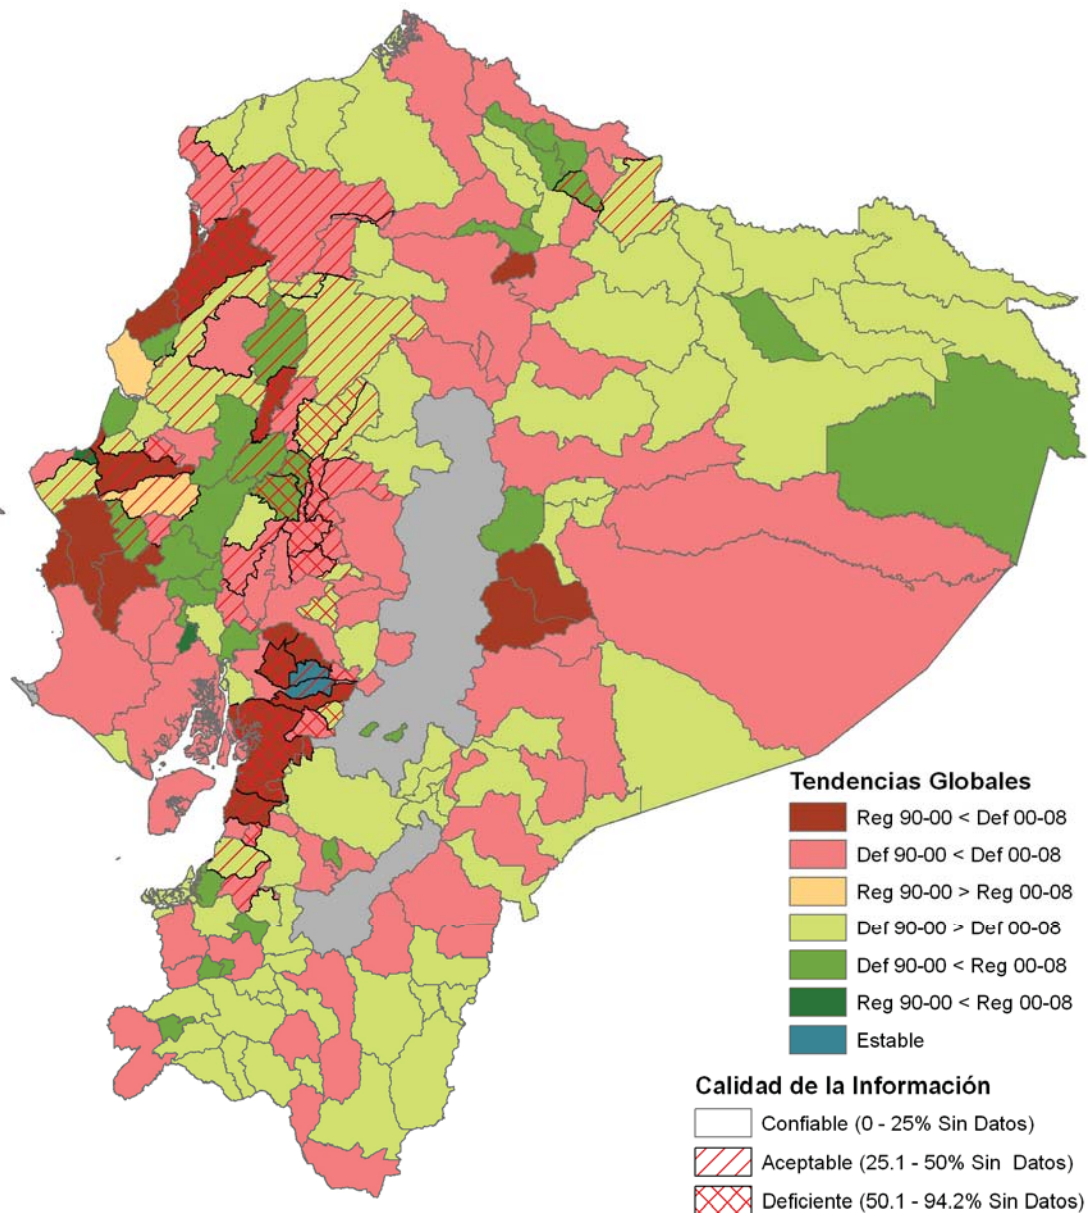 Tendencias Globales
Reg 90-00 < Def 00-08
Def 90-00 < Def 00-08
Reg 90-00 > Reg 00-08
Def 90-00 > Def 00-08
Def 90-00 < Reg 00-08
Reg 90-00 < Reg 00-08
Estable
Calidad de la Información
Confiable (0 - 25% Sin Datos)
Aceptable (25.1 - 50% Sin Datos)
Deficiente (50.1 - 94.2% Sin Datos)